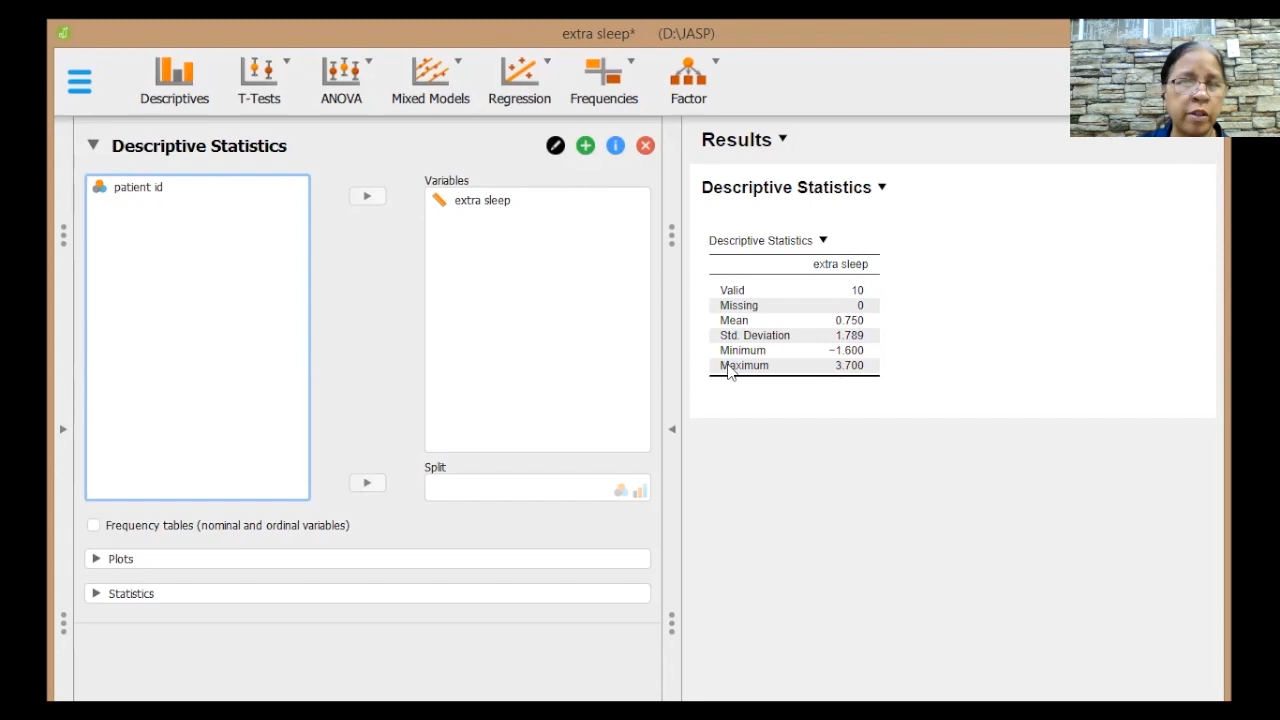 extra sleep* (D:\JASP)
Descriptives
T-Tests
ANOVA
Mixed Models
Regression
Frequencies
Factor
Descriptive Statistics
patient id
Variables
extra sleep
Split
Frequency tables (nominal and ordinal variables)
Plots
Statistics
Results
Descriptive Statistics
Descriptive Statistics
extra sleep
Valid 10
Missing 0
Mean 0.750
Std. Deviation 1.789
Minimum −1.600
Maximum 3.700